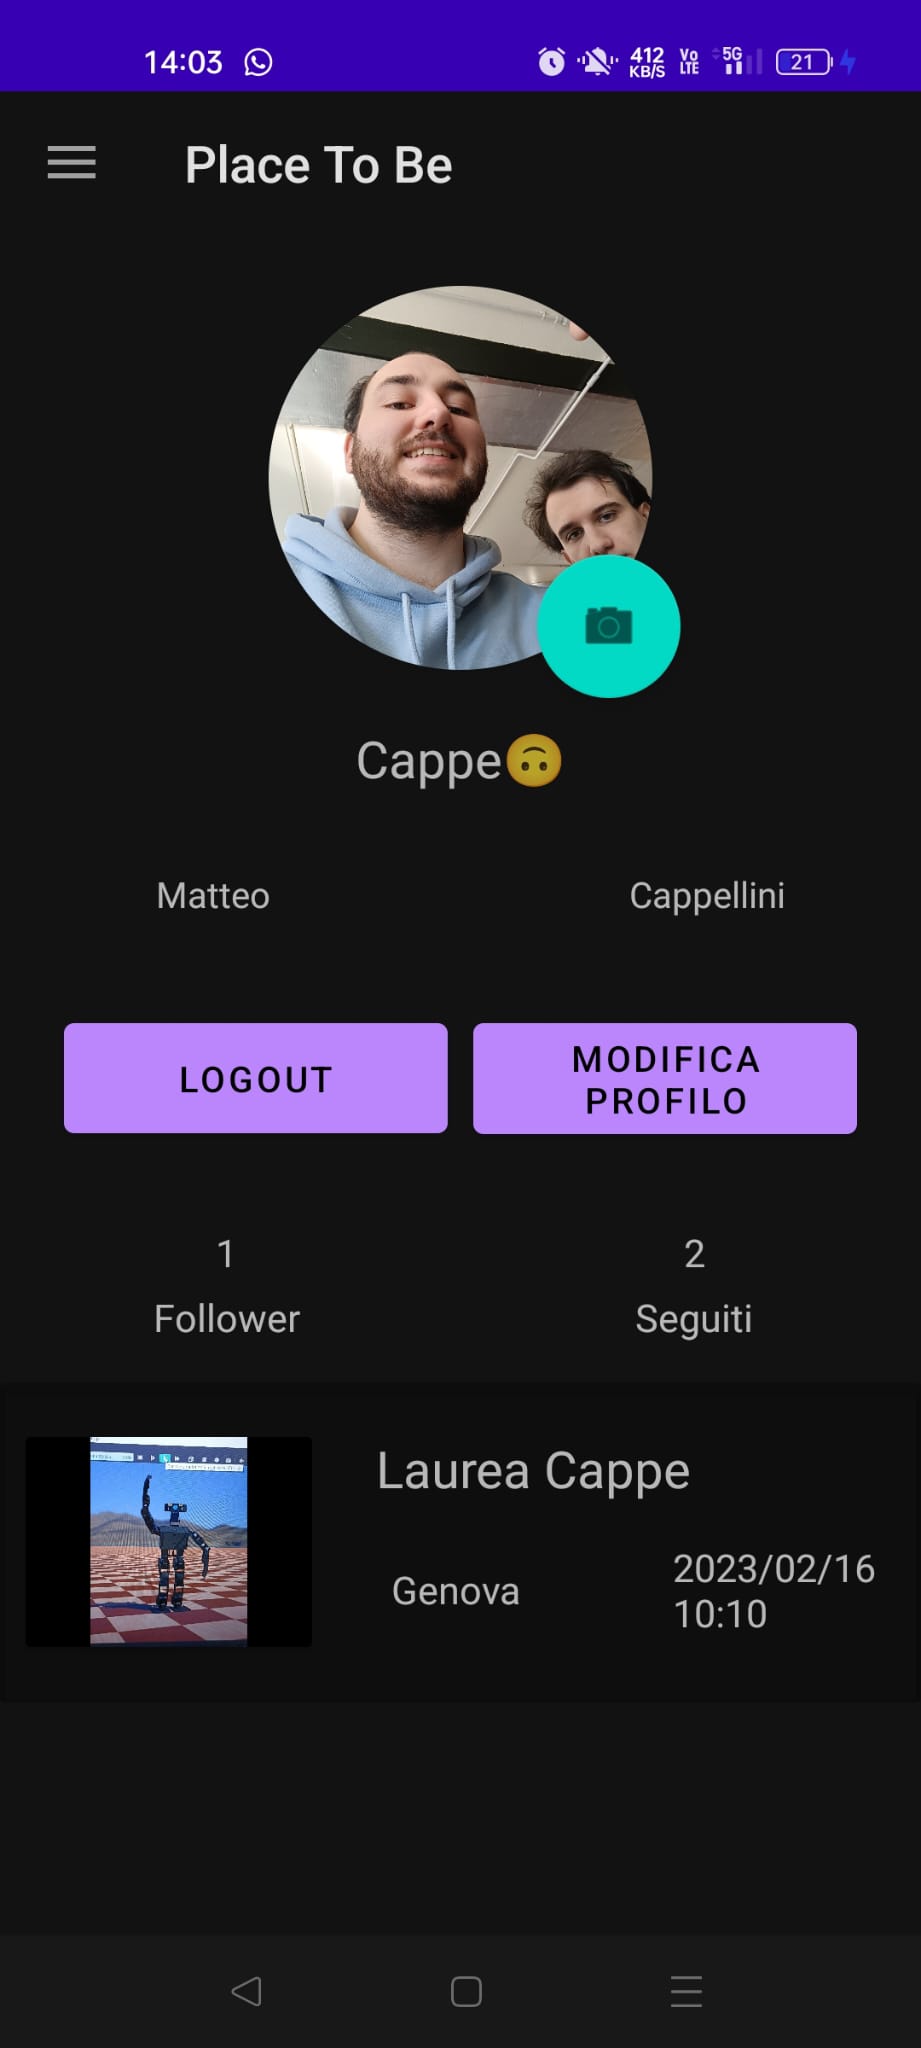 14:03 412 KB/S Vo LTE 5G 21
Place To Be
Cappe🙃
Matteo Cappellini
LOGOUT
MODIFICA
PROFILO
1 2
Follower Seguiti
Laurea Cappe
Genova
2023/02/16
10:10